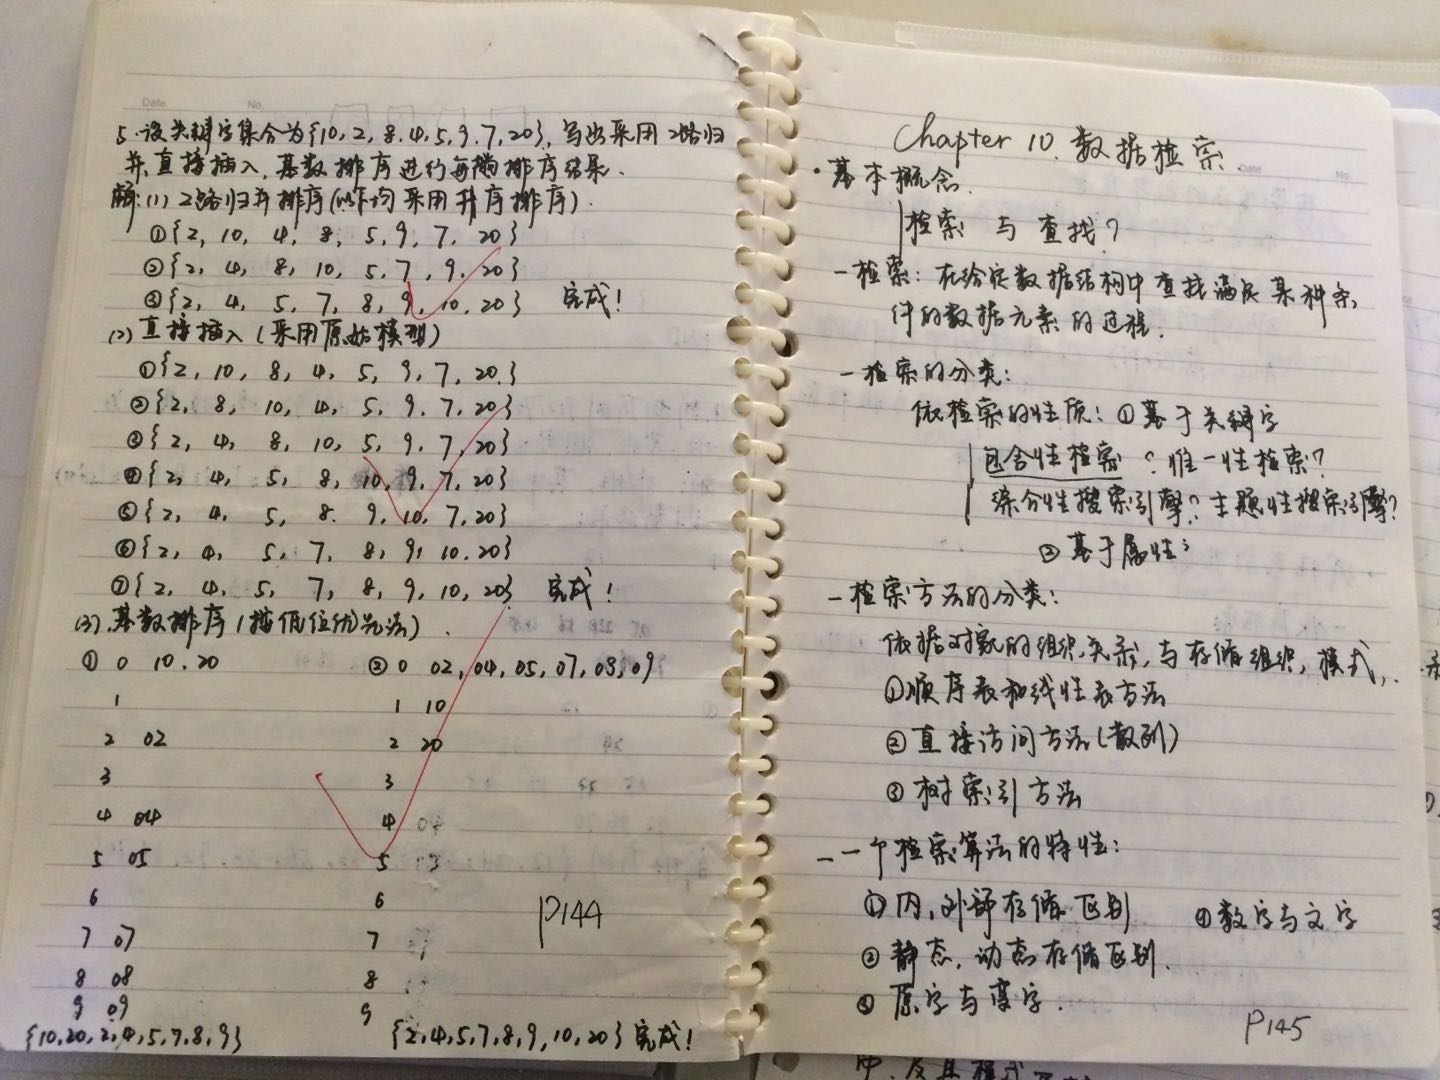 Date No.
5.设关键字集合为{10,2,8,4,5,9,7,20},写出采用2路归
并,直接插入,基数排序进行每趟排序结果.
解:(1) 2路归并排序(以下均采用升序排序).
①{2, 10, 4, 8, 5, 9, 7, 20}
②{2, 4, 8, 10, 5, 7, 9, 20}
③{2, 4, 5, 7, 8, 9, 10, 20} 完成!
(2) 直接插入(采用原始模型)
①{2, 10, 8, 4, 5, 9, 7, 20}
②{2, 8, 10, 4, 5, 9, 7, 20}
③{2, 4, 8, 10, 5, 9, 7, 20}
④{2, 4, 5, 8, 10, 9, 7, 20}
⑤{2, 4, 5, 8, 9, 10, 7, 20}
⑥{2, 4, 5, 7, 8, 9, 10, 20}
⑦{2, 4, 5, 7, 8, 9, 10, 20} 完成!
(3).基数排序(按低位优先法).
① 0 10, 20
1
2 02
3
4 04
5 05
6
7 07
8 08
9 09
{10,20,2,4,5,7,8,9}
② 0 02, 04, 05, 07, 08, 09
1 10
2 20
3
4
5
6
7
8
9
{2,4,5,7,8,9,10,20} 完成!
P144
Chapter 10.数据检索
Date No.
·基本概念.
检索 与 查找?
-检索:在给定数据结构中查找满足某种条
件的数据元素的过程.
-检索的分类:
依检索的性质:①基于关键字
包含性检索?惟一性检索?
综合性搜索引擎?主题性搜索引擎?
②基于属性?
-检索方法的分类:
依据对象的组织关系,与存储组织,模式,.
①顺序表和线性表方法
②直接访问方法(散列)
③树索引方法
-一个检索算法的特性:
①内,外部存储区别 ④数字与文字
②静态,动态存储区别.
③原字与变字.
P145